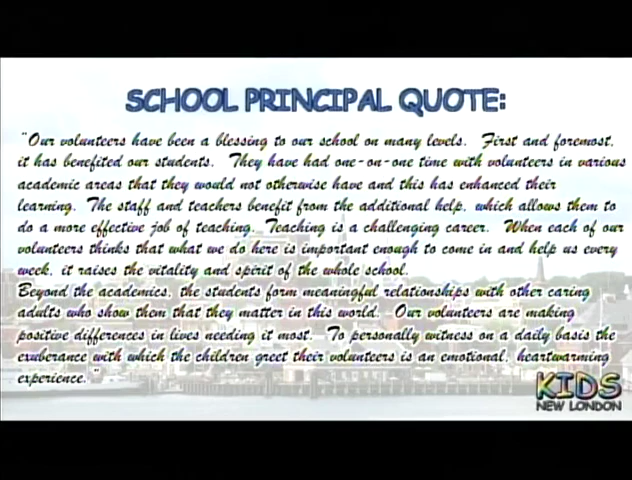 SCHOOL PRINCIPAL QUOTE:
"Our volunteers have been a blessing to our school on many levels. First and foremost,
it has benefited our students. They have had one-on-one time with volunteers in various
academic areas that they would not otherwise have and this has enhanced their
learning. The staff and teachers benefit from the additional help, which allows them to
do a more effective job of teaching. Teaching is a challenging career. When each of our
volunteers thinks that what we do here is important enough to come in and help us every
week, it raises the vitality and spirit of the whole school.
Beyond the academics, the students form meaningful relationships with other caring
adults who show them that they matter in this world. Our volunteers are making
positive differences in lives needing it most. To personally witness on a daily basis the
exuberance with which the children greet their volunteers is an emotional, heartwarming
experience."
KIDS
NEW LONDON